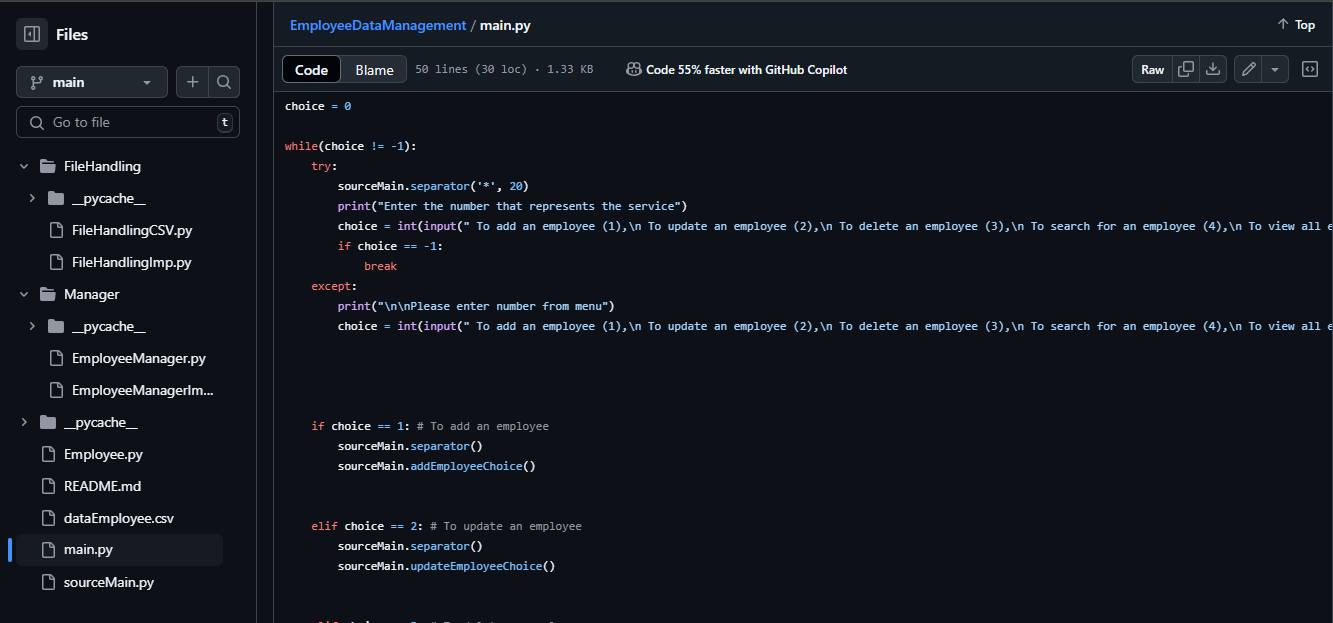 Files
main
Go to file
t
FileHandling
__pycache__
FileHandlingCSV.py
FileHandlingImp.py
Manager
__pycache__
EmployeeManager.py
EmployeeManagerIm...
__pycache__
Employee.py
README.md
dataEmployee.csv
main.py
sourceMain.py
EmployeeDataManagement / main.py
Top
Code Blame 50 lines (30 loc) · 1.33 KB Code 55% faster with GitHub Copilot Raw
choice = 0
while(choice != -1):
    try:
        sourceMain.separator('*', 20)
        print("Enter the number that represents the service")
        choice = int(input(" To add an employee (1),\n To update an employee (2),\n To delete an employee (3),\n To search for an employee (4),\n To view all
        if choice == -1:
            break
    except:
        print("\n\nPlease enter number from menu")
        choice = int(input(" To add an employee (1),\n To update an employee (2),\n To delete an employee (3),\n To search for an employee (4),\n To view all
    if choice == 1: # To add an employee
        sourceMain.separator()
        sourceMain.addEmployeeChoice()
    elif choice == 2: # To update an employee
        sourceMain.separator()
        sourceMain.updateEmployeeChoice()